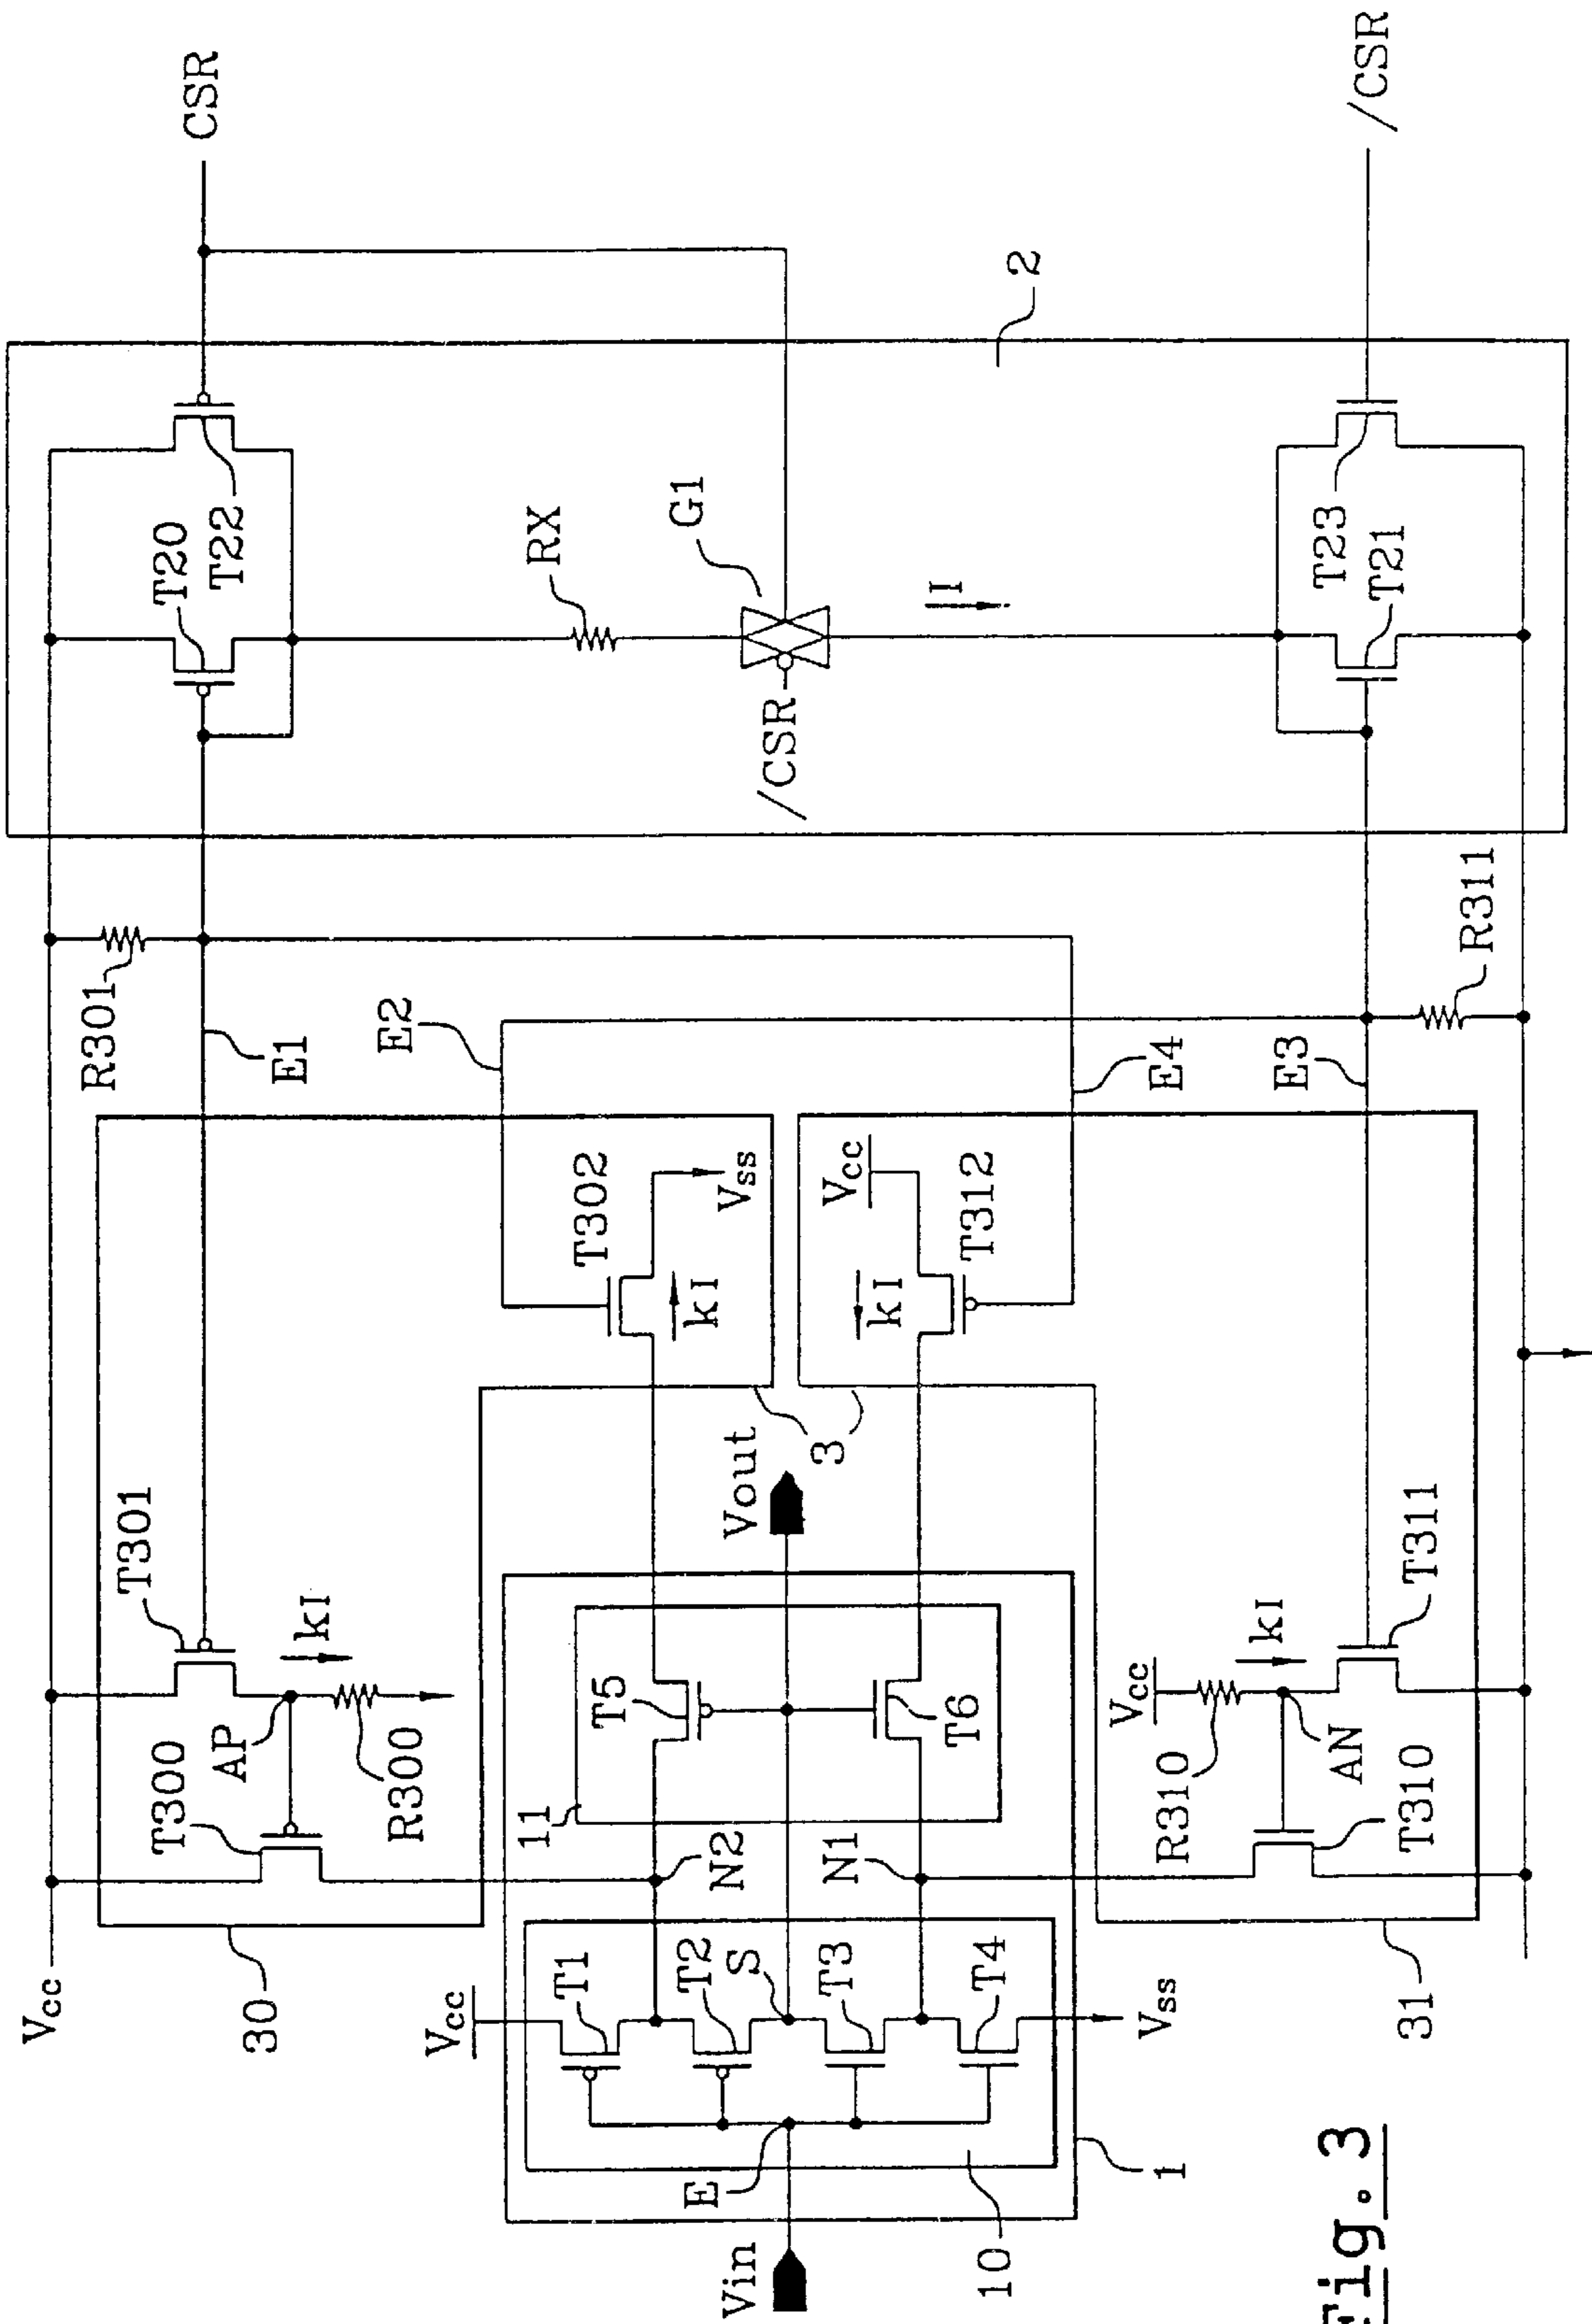 Vcc
30
T300
AP
R300
T301
kI
R301
E1
E2
T20
T22
CSR
RX
G1
/CSR
I
2
Vcc
T1
T2
S
T3
T4
Vss
E
Vin
10
1
N2
N1
11
T5
T6
Vout
3
T302
kI
Vss
Vcc
kI
T312
E4
E3
R311
T23
T21
/CSR
Vcc
R310
kI
AN
T310
T311
31
Fig. 3